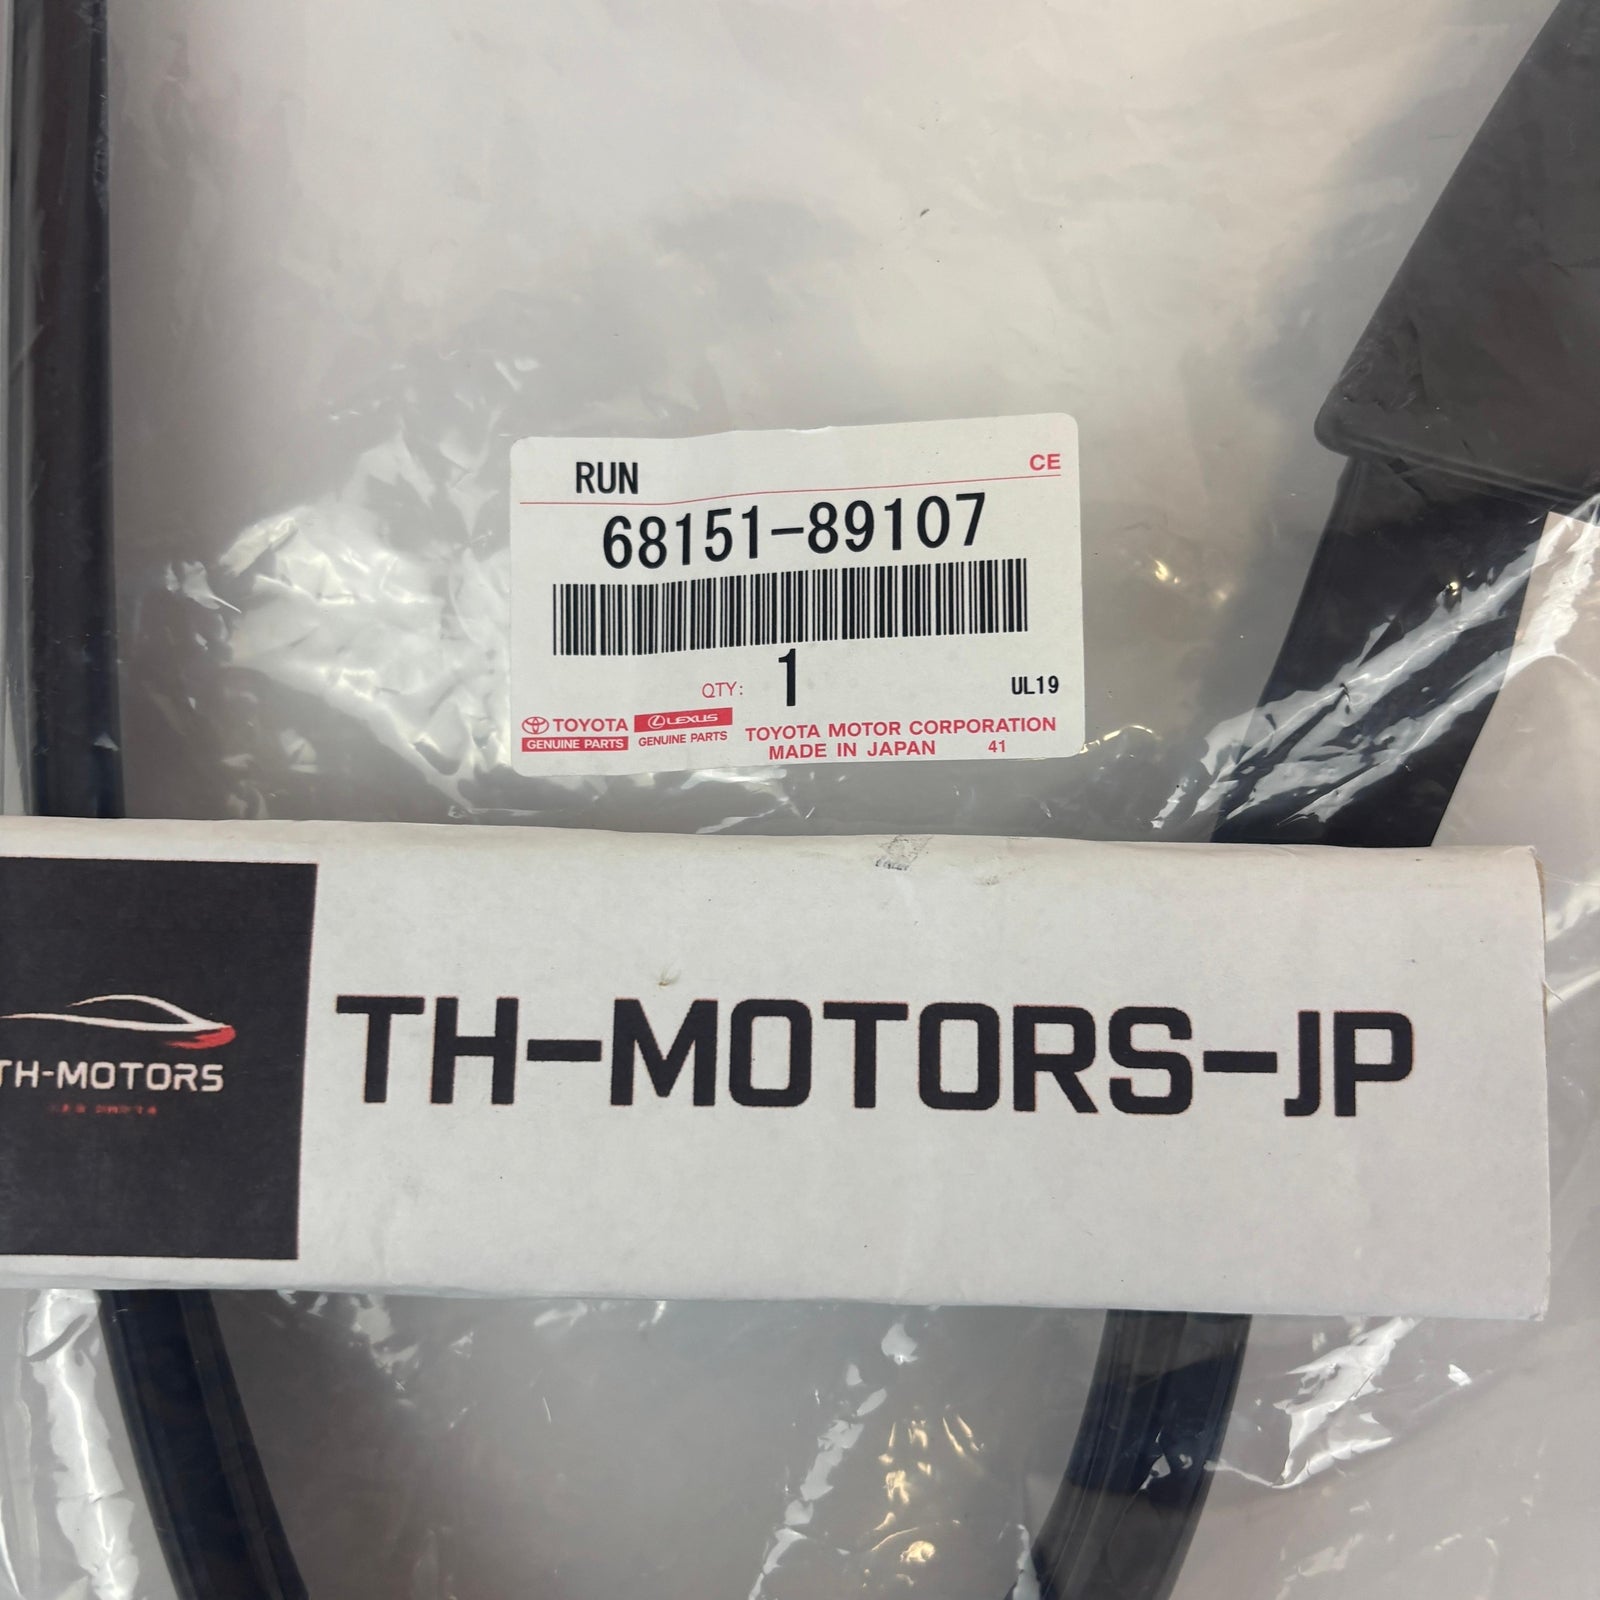 RUN
CE
68151-89107
QTY: 1
UL19
TOYOTA
GENUINE PARTS
LEXUS
GENUINE PARTS
TOYOTA MOTOR CORPORATION
MADE IN JAPAN 41
TH-MOTORS
TH-MOTORS-JP